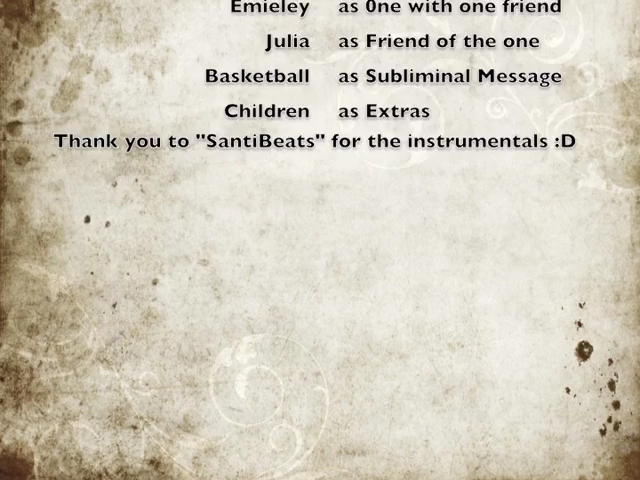 Emieley as 0ne with one friend
Julia as Friend of the one
Basketball as Subliminal Message
Children as Extras
Thank you to "SantiBeats" for the instrumentals :D